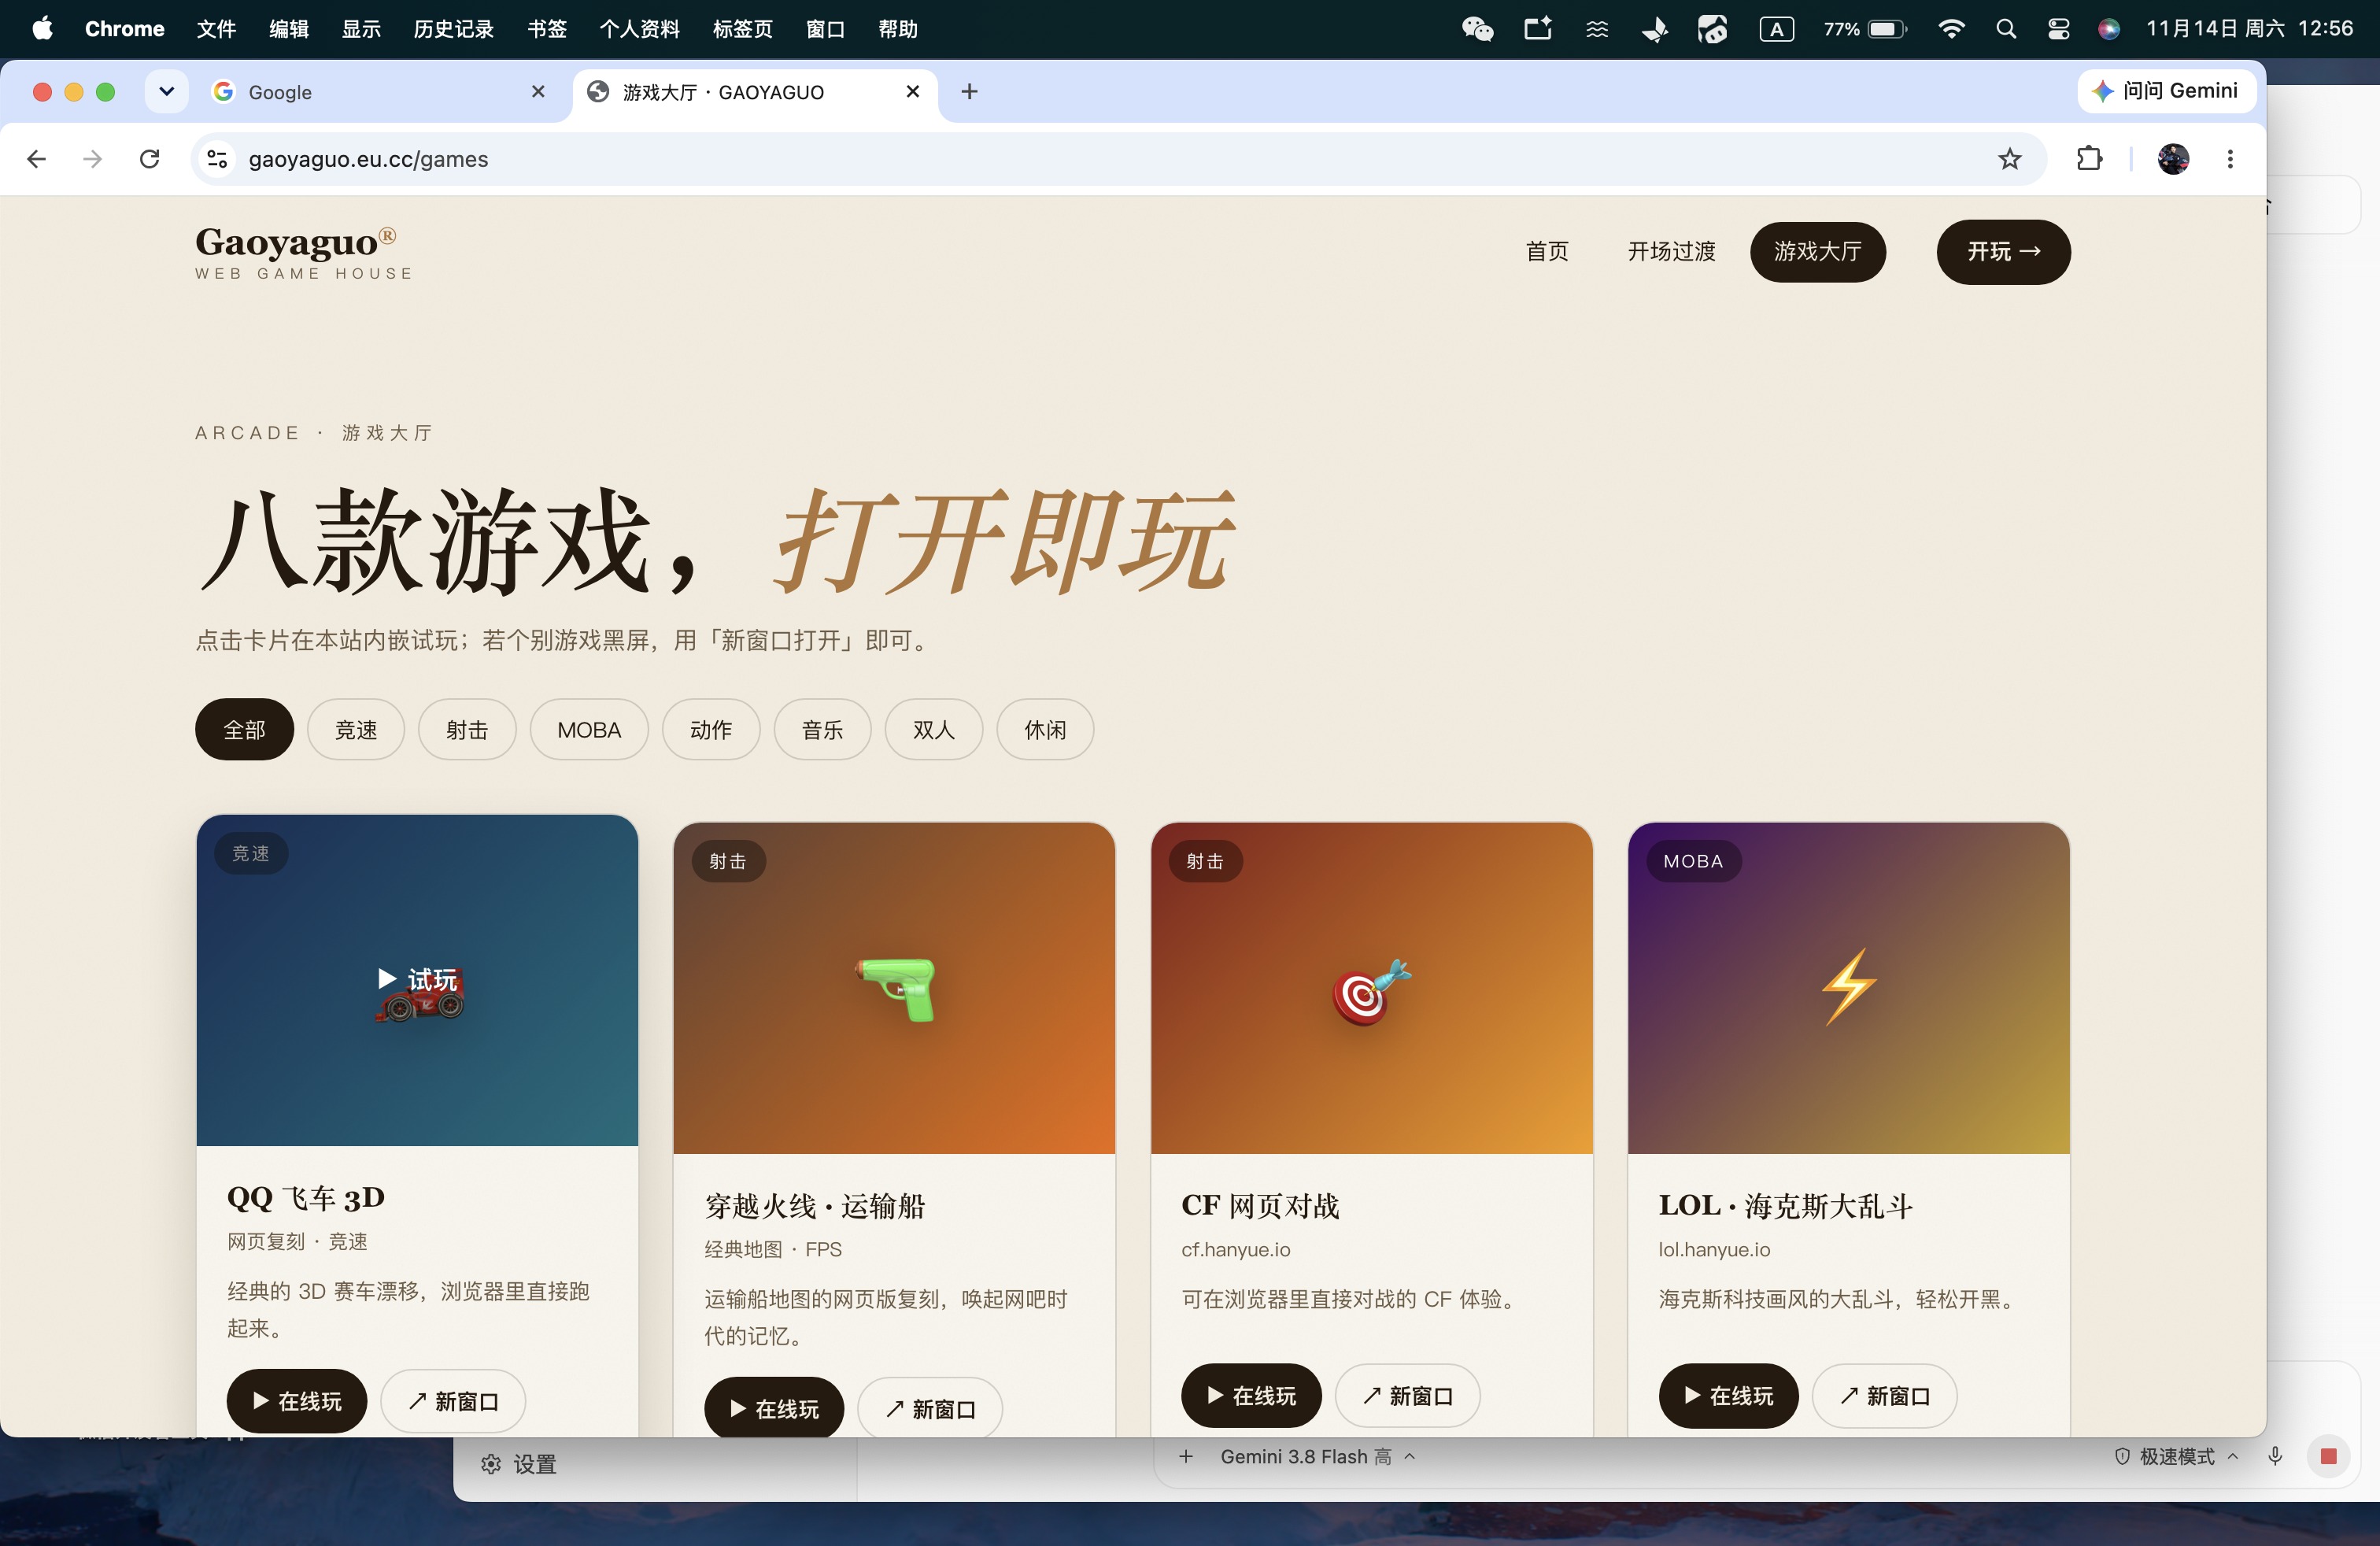 Chrome 文件 编辑 显示 历史记录 书签 个人资料 标签页 窗口 帮助 A 77% 11月14日 周六 12:56
Google 游戏大厅 · GAOYAGUO 问问 Gemini
gaoyaguo.eu.cc/games
Gaoyaguo®
WEB GAME HOUSE
首页 开场过渡 游戏大厅 开玩 →
ARCADE · 游戏大厅
八款游戏，打开即玩
点击卡片在本站内嵌试玩；若个别游戏黑屏，用「新窗口打开」即可。
全部 竞速 射击 MOBA 动作 音乐 双人 休闲
竞速
▶ 试玩
QQ 飞车 3D
网页复刻 · 竞速
经典的 3D 赛车漂移，浏览器里直接跑
起来。
▶ 在线玩 ↗ 新窗口
射击
穿越火线 · 运输船
经典地图 · FPS
运输船地图的网页版复刻，唤起网吧时
代的记忆。
▶ 在线玩 ↗ 新窗口
射击
CF 网页对战
cf.hanyue.io
可在浏览器里直接对战的 CF 体验。
▶ 在线玩 ↗ 新窗口
MOBA
LOL · 海克斯大乱斗
lol.hanyue.io
海克斯科技画风的大乱斗，轻松开黑。
▶ 在线玩 ↗ 新窗口
设置
Gemini 3.8 Flash 高
极速模式